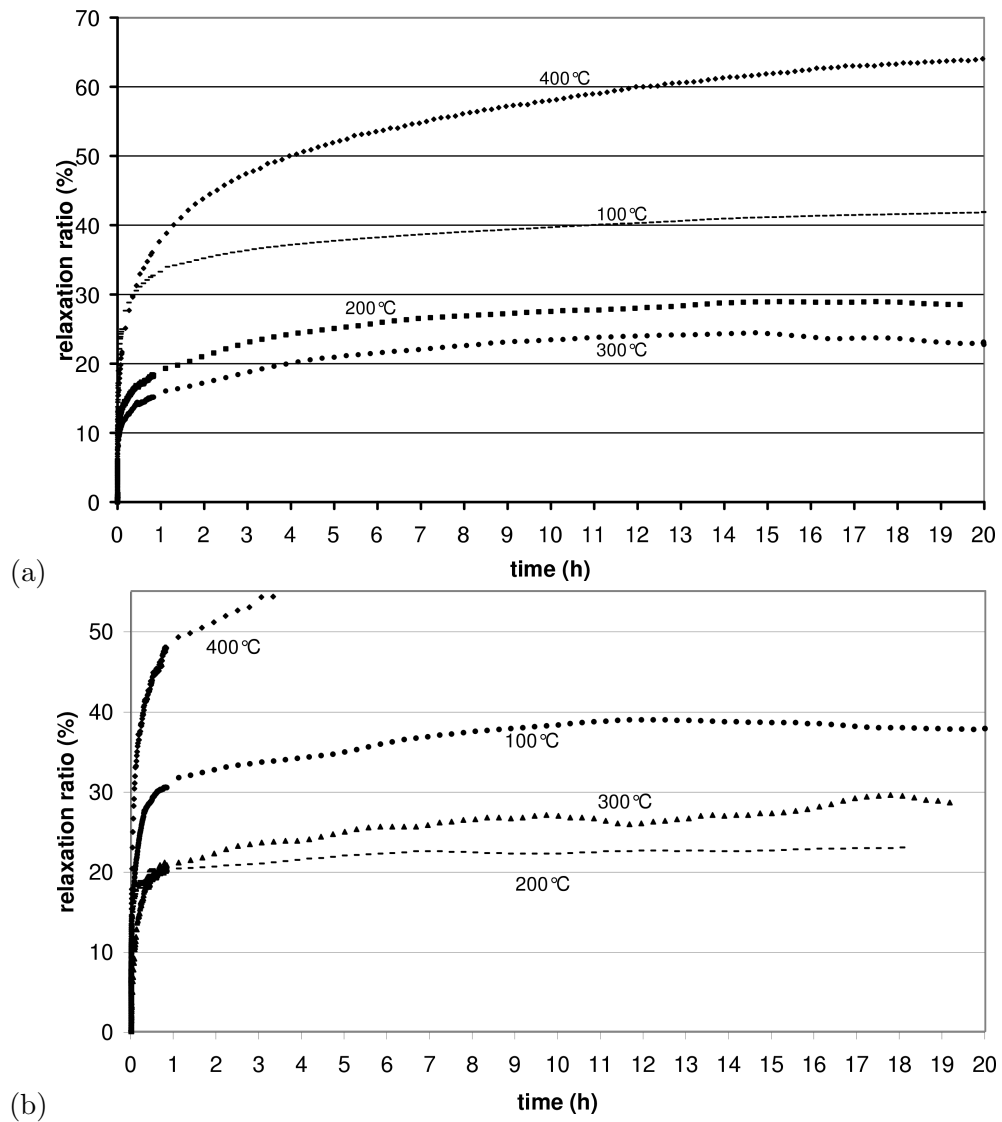 70
60
50
40
30
20
10
0
relaxation ratio (%)
400°C
100°C
200°C
300°C
0 1 2 3 4 5 6 7 8 9 10 11 12 13 14 15 16 17 18 19 20
time (h)
(a)
50
40
30
20
10
0
relaxation ratio (%)
400°C
100°C
300°C
200°C
0 1 2 3 4 5 6 7 8 9 10 11 12 13 14 15 16 17 18 19 20
time (h)
(b)